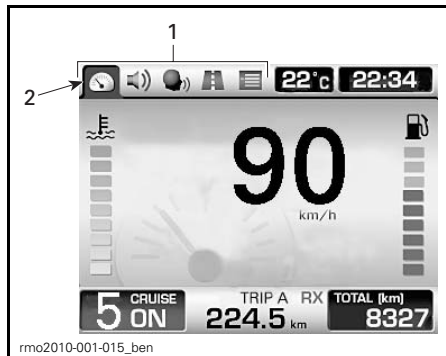 1
2
22°c 22:34
90
km/h
5 CRUISE ON
TRIP A RX
224.5 km
TOTAL (km)
8327
rmo2010-001-015_ben